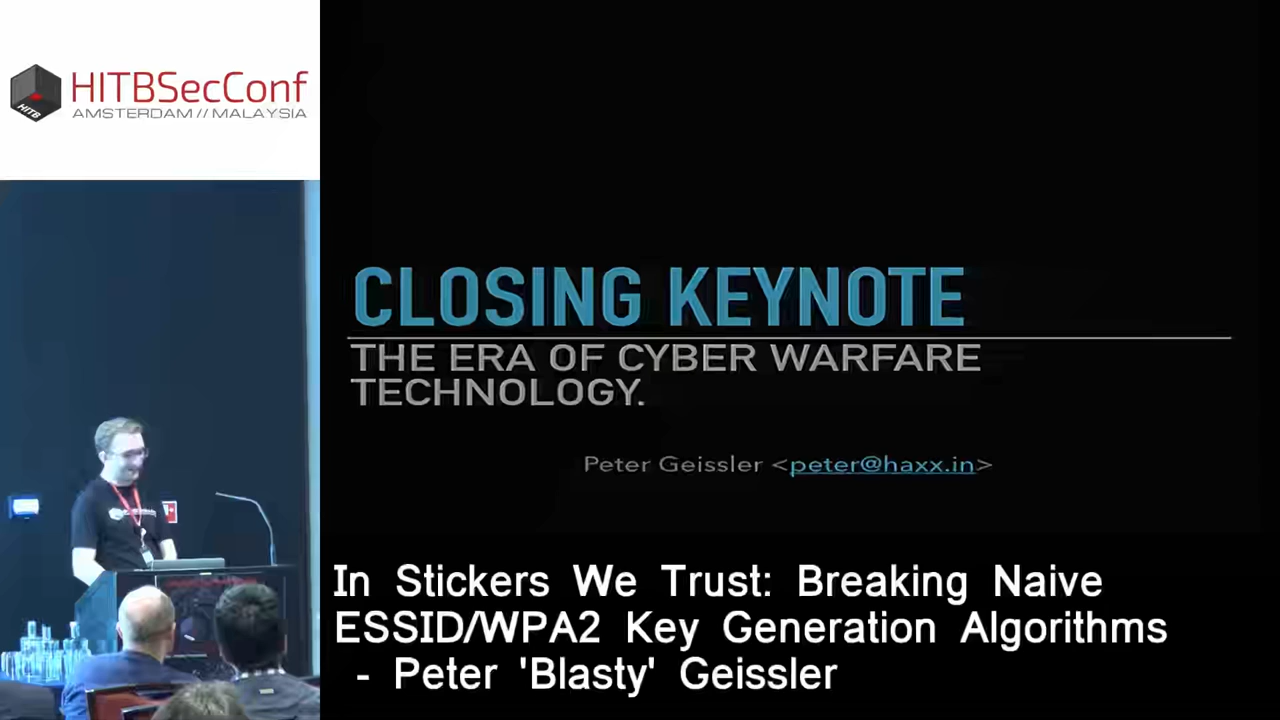 HITBSecConf
AMSTERDAM // MALAYSIA
HITB
CLOSING KEYNOTE
THE ERA OF CYBER WARFARE
TECHNOLOGY.
Peter Geissler <peter@haxx.in>
In Stickers We Trust: Breaking Naive
ESSID/WPA2 Key Generation Algorithms
- Peter 'Blasty' Geissler